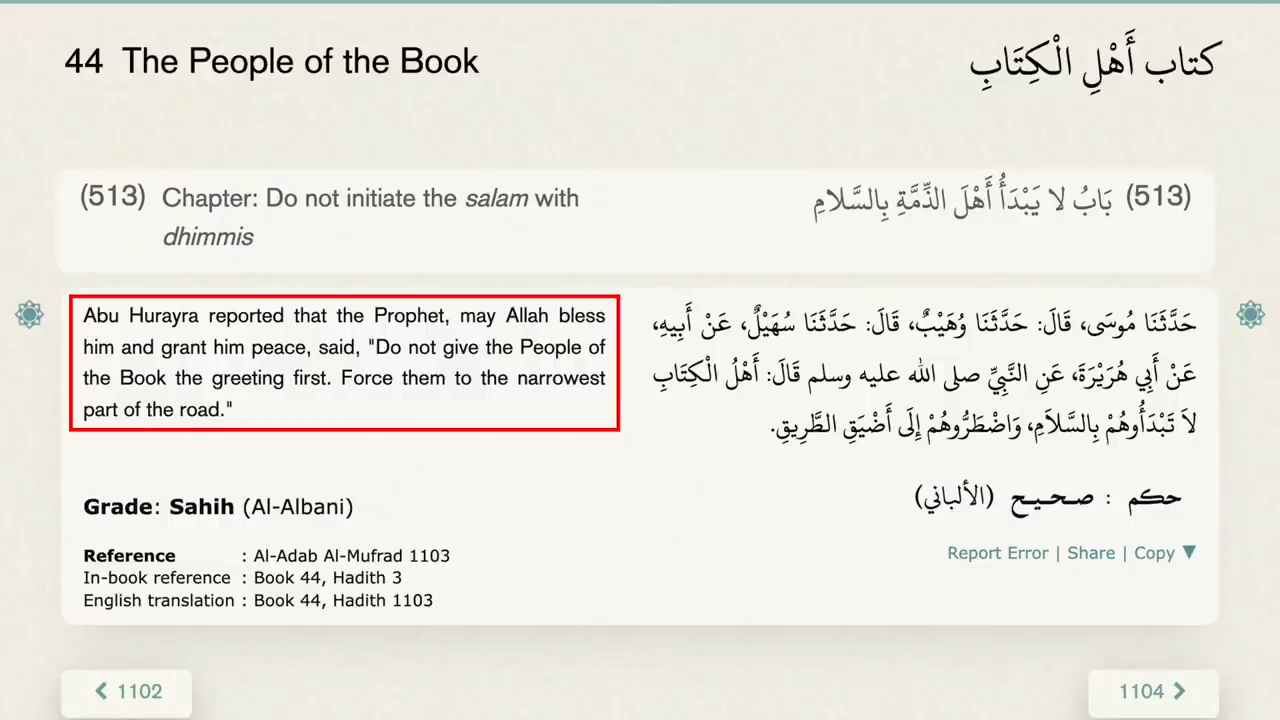 44 The People of the Book
كتاب أَهْلِ الْكِتَابِ
(513) Chapter: Do not initiate the salam with
dhimmis
(513) بَابُ لا يَبْدَأُ أَهْلَ الذِّمَّةِ بِالسَّلامِ
Abu Hurayra reported that the Prophet, may Allah bless
him and grant him peace, said, "Do not give the People of
the Book the greeting first. Force them to the narrowest
part of the road."
حَدَّثَنَا مُوسَى، قَالَ: حَدَّثَنَا وُهَيْبٌ، قَالَ: حَدَّثَنَا سُهَيْلٌ، عَنْ أَبِيهِ،
عَنْ أَبِي هُرَيْرَةَ، عَنِ النَّبِيِّ صلى الله عليه وسلم قَالَ: أَهْلُ الْكِتَابِ
لاَ تَبْدَأُوهُمْ بِالسَّلاَمِ، وَاضْطَرُّوهُمْ إِلَى أَضْيَقِ الطَّرِيقِ.
Grade: Sahih (Al-Albani)
حكم : صحيح (الألباني)
Reference : Al-Adab Al-Mufrad 1103
In-book reference : Book 44, Hadith 3
English translation : Book 44, Hadith 1103
Report Error | Share | Copy ▼
1102
1104